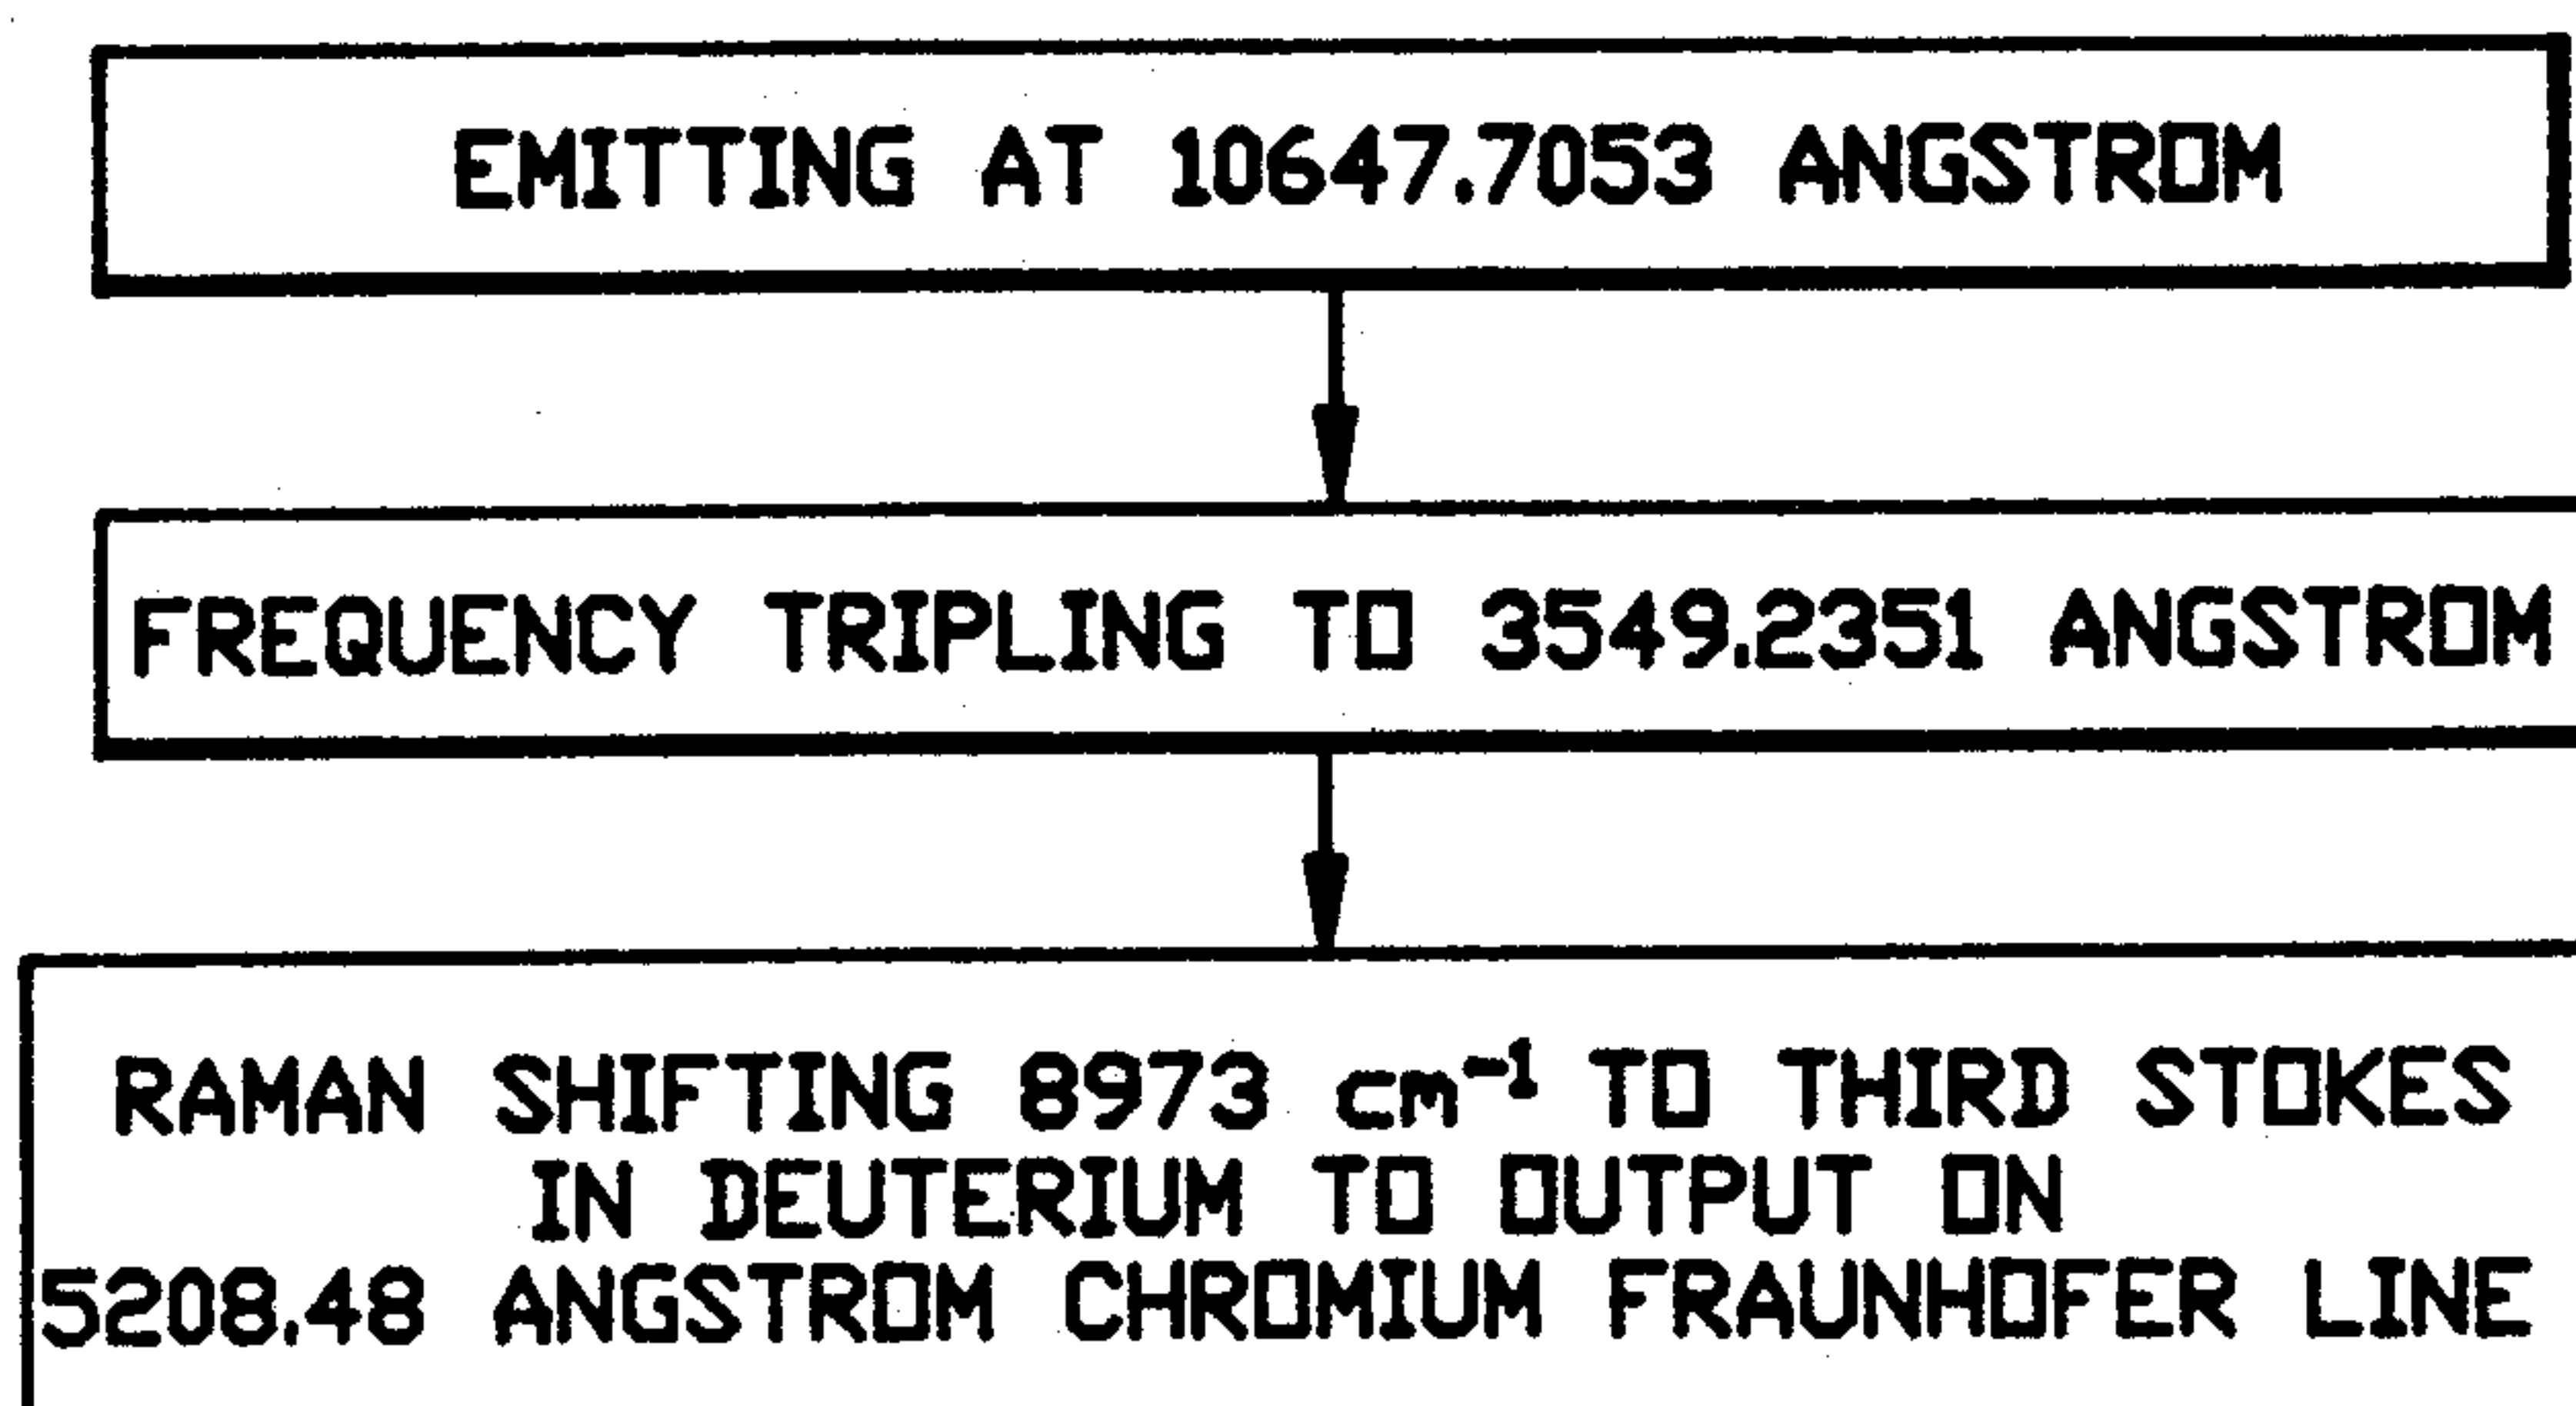 EMITTING AT 10647.7053 ANGSTROM
FREQUENCY TRIPLING TO 3549.2351 ANGSTROM
RAMAN SHIFTING 8973 cm⁻¹ TO THIRD STOKES
IN DEUTERIUM TO OUTPUT ON
5208.48 ANGSTROM CHROMIUM FRAUNHOFER LINE